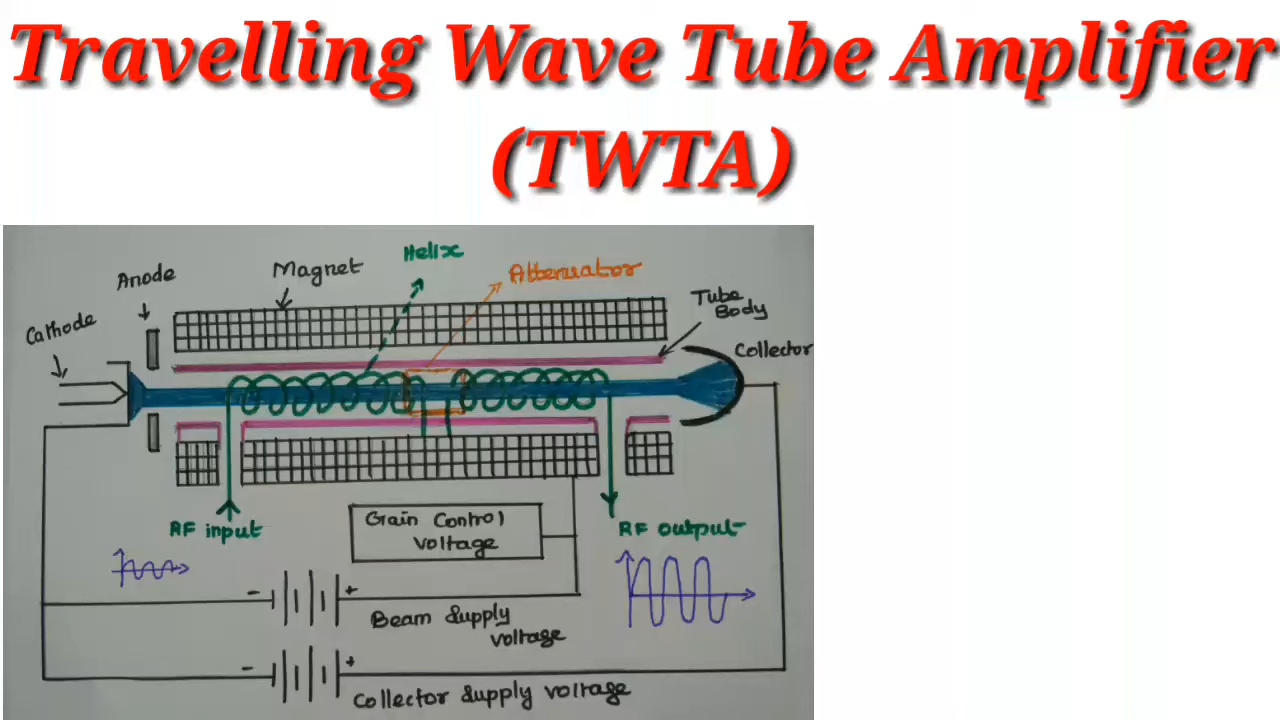 Travelling Wave Tube Amplifier
(TWTA)
Helix
Anode
Magnet
Attenuator
Cathode
Tube
Body
Collector
RF input
Gain Control
voltage
RF output
- +
Beam Supply
voltage
- +
Collector Supply voltage